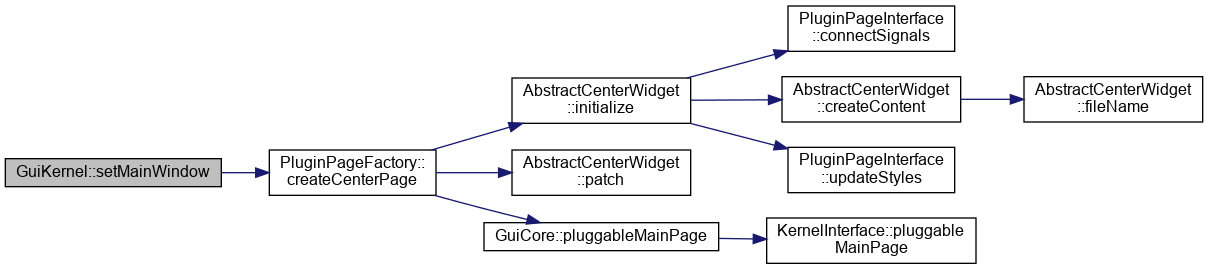 GuiKernel::setMainWindow
PluginPageFactory::
createCenterPage
AbstractCenterWidget
::initialize
PluginPageInterface
::connectSignals
AbstractCenterWidget
::createContent
AbstractCenterWidget
::fileName
PluginPageInterface
::updateStyles
AbstractCenterWidget
::patch
GuiCore::pluggableMainPage
KernelInterface::pluggable
MainPage